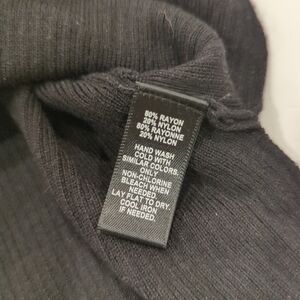 80% RAYON
20% NYLON
80% RAYONNE
20% NYLON
HAND WASH
COLD WITH
SIMILAR COLORS.
ONLY
NON-CHLORINE
BLEACH WHEN
NEEDED.
LAY FLAT TO DRY.
COOL IRON
IF NEEDED.